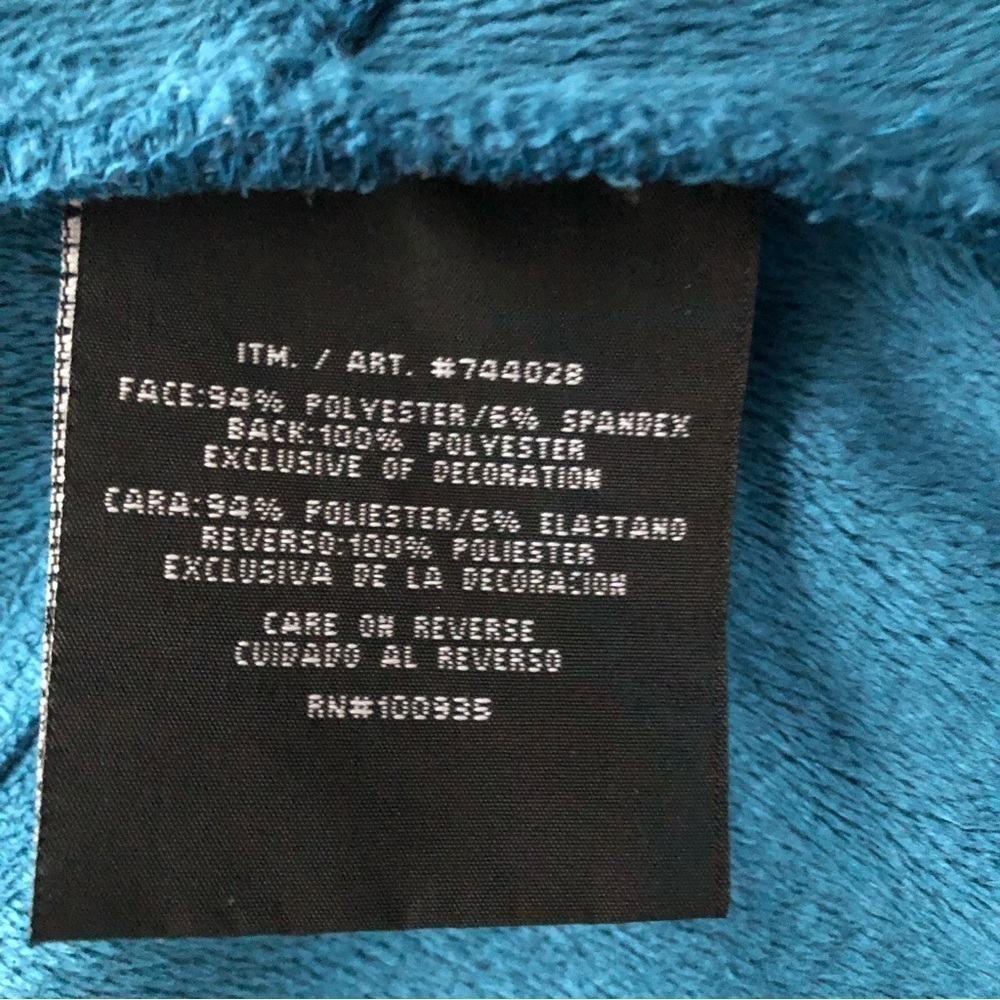 ITM. / ART. #744028
FACE:94% POLYESTER/6% SPANDEX
BACK:100% POLYESTER
EXCLUSIVE OF DECORATION
CARA:94% POLIESTER/6% ELASTANO
REVERSO:100% POLIESTER
EXCLUSIVA DE LA DECORACION
CARE ON REVERSE
CUIDADO AL REVERSO
RN#100935